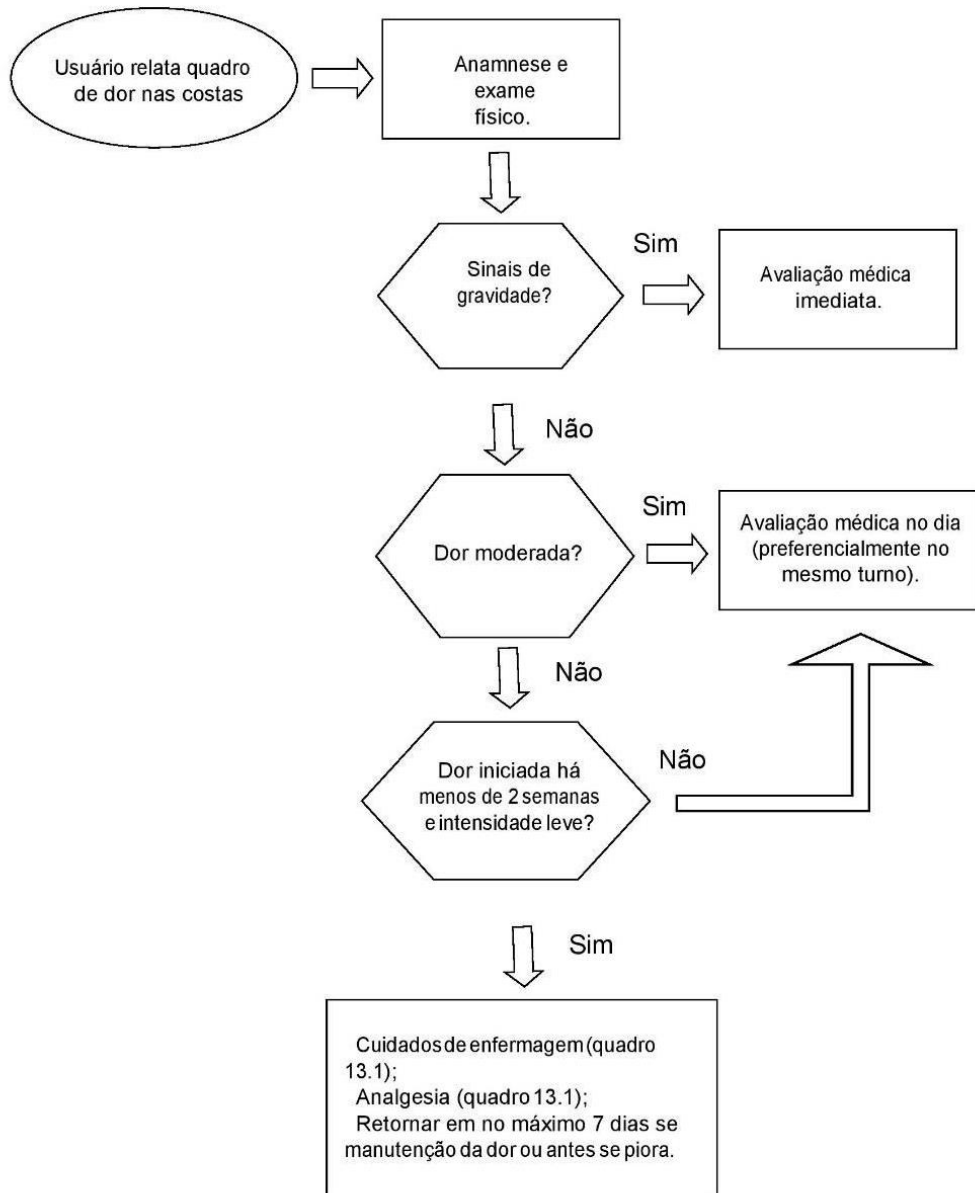 Usuário relata quadro
de dor nas costas
Anamnese e
exame
físico.
Sinais de
gravidade?
Sim
Avaliação médica
imediata.
Não
Dor moderada?
Sim
Avaliação médica no dia
(preferencialmente no
mesmo turno).
Não
Dor iniciada há
menos de 2 semanas
e intensidade leve?
Não
Sim
Cuidados de enfermagem (quadro
13.1);
Analgesia (quadro 13.1);
Retornar em no máximo 7 dias se
manutenção da dor ou antes se piora.